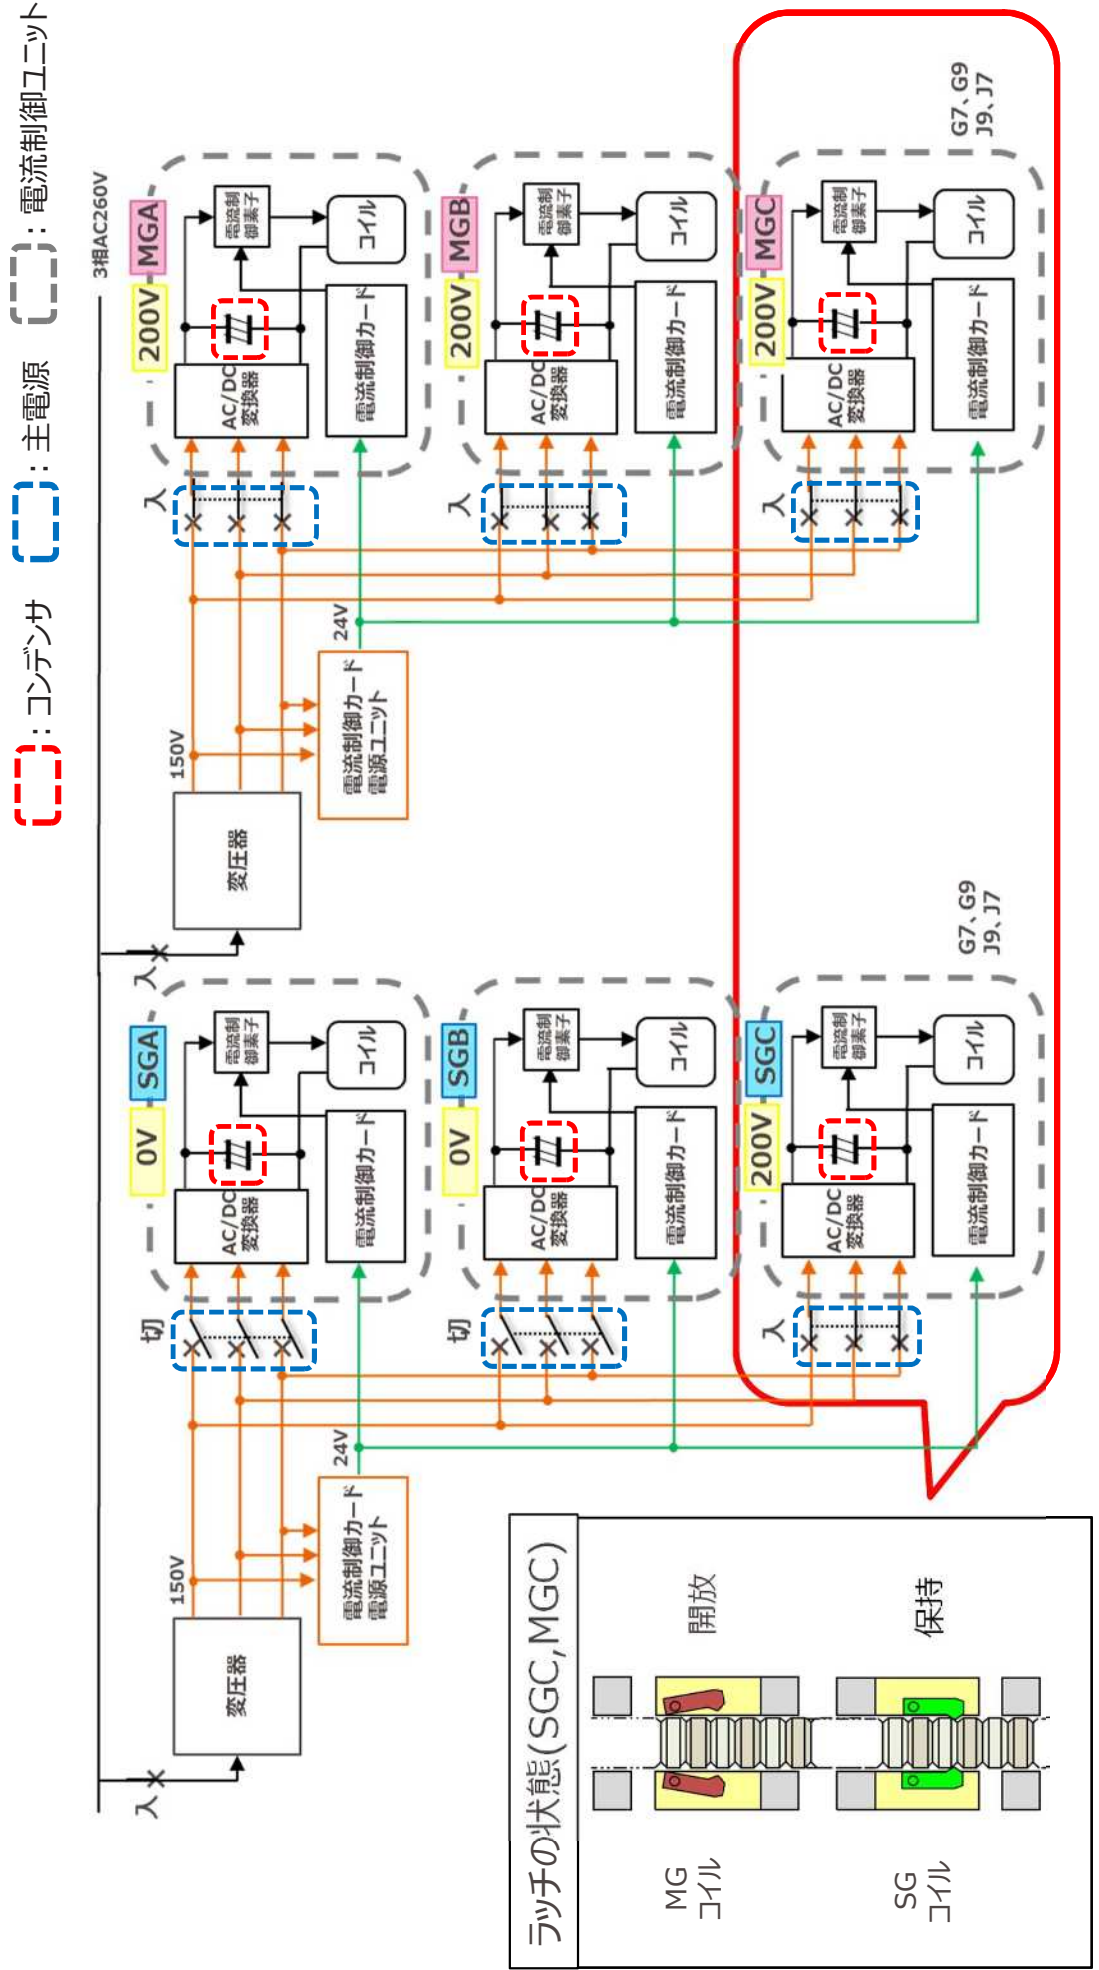 ：コンデンサ
：主電源
：電流制御ユニット
3相AC260V
入
変圧器
150V
電流制御カード
電源ユニット
24V
切
0V
SGA
AC/DC
変換器
電流制
御素子
電流制御カード
コイル
切
0V
SGB
AC/DC
変換器
電流制
御素子
電流制御カード
コイル
入
200V
SGC
AC/DC
変換器
電流制
御素子
電流制御カード
コイル
G7、G9
J9、J7
入
変圧器
150V
電流制御カード
電源ユニット
24V
入
200V
MGA
AC/DC
変換器
電流制
御素子
電流制御カード
コイル
入
200V
MGB
AC/DC
変換器
電流制
御素子
電流制御カード
コイル
入
200V
MGC
AC/DC
変換器
電流制
御素子
電流制御カード
コイル
G7、G9
J9、J7
ラッチの状態(SGC,MGC)
MG
コイル
開放
SG
コイル
保持